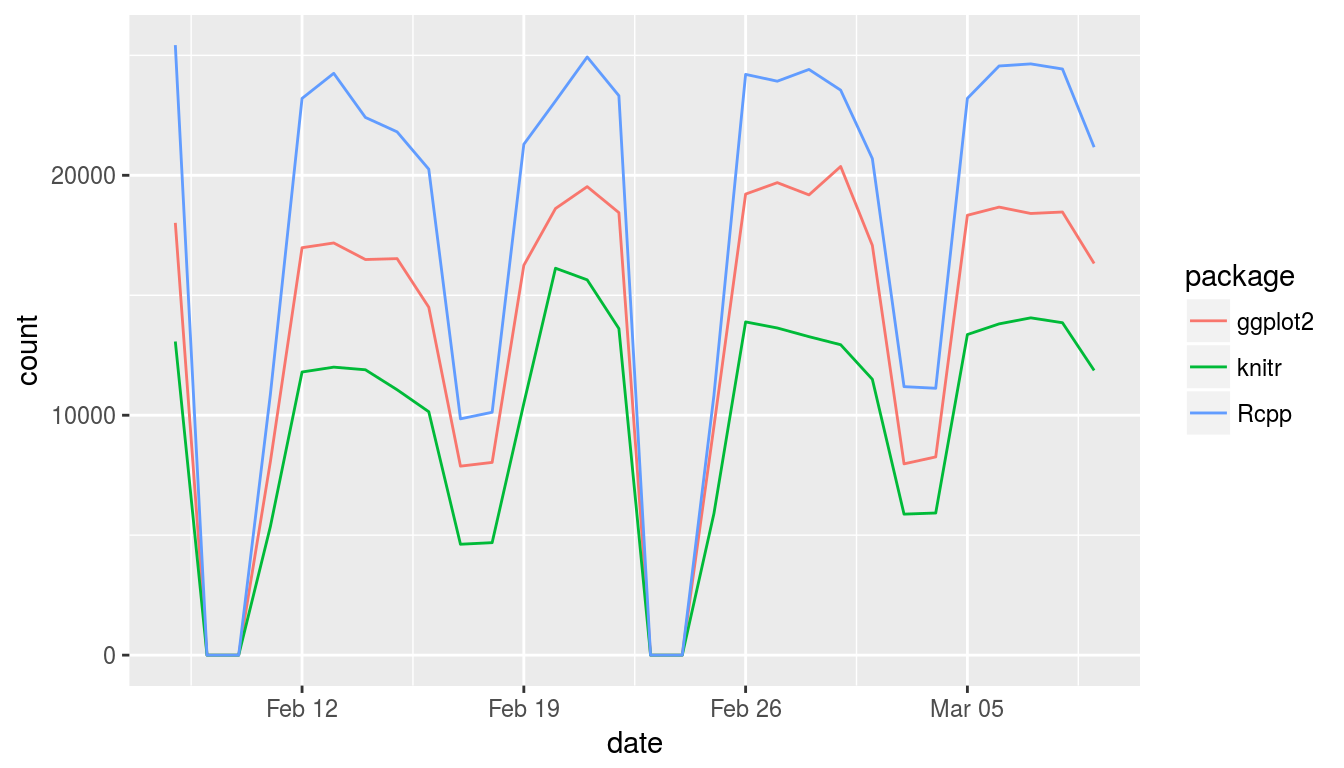 count
20000
10000
0
Feb 12
Feb 19
Feb 26
Mar 05
date
package
ggplot2
knitr
Rcpp